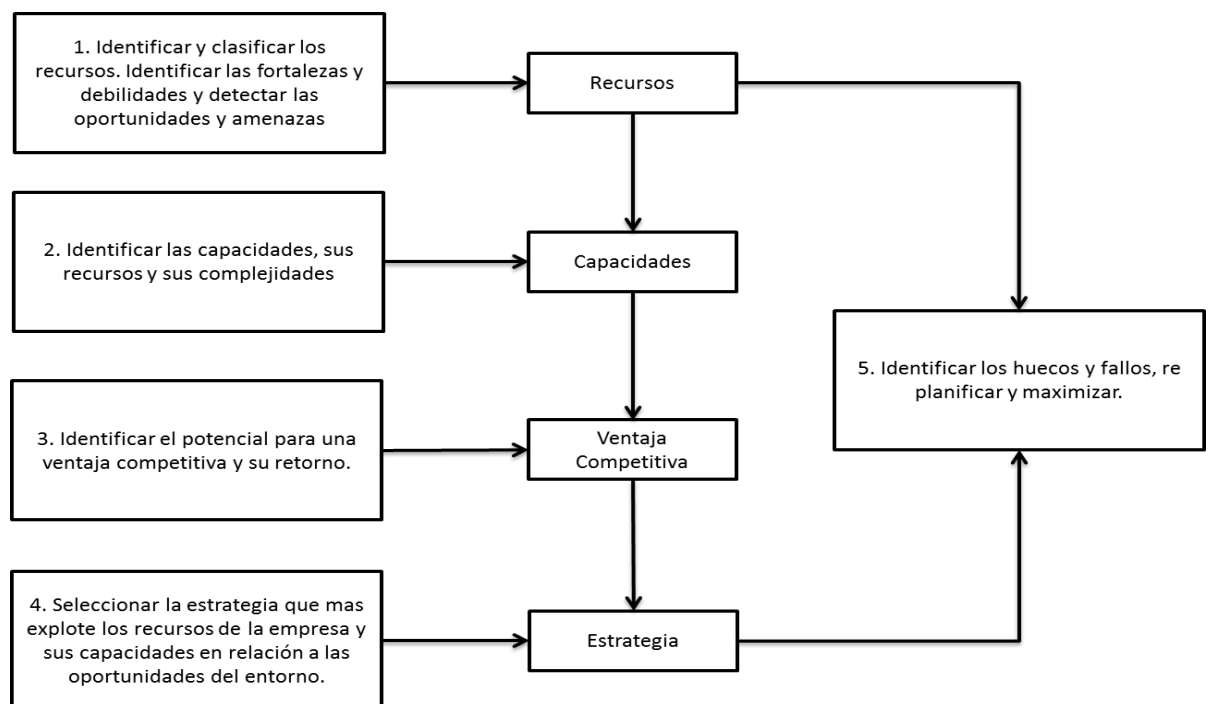 1. Identificar y clasificar los
recursos. Identificar las fortalezas y
debilidades y detectar las
oportunidades y amenazas
Recursos
2. Identificar las capacidades, sus
recursos y sus complejidades
Capacidades
5. Identificar los huecos y fallos, re
planificar y maximizar.
3. Identificar el potencial para una
ventaja competitiva y su retorno.
Ventaja
Competitiva
4. Seleccionar la estrategia que mas
explote los recursos de la empresa y
sus capacidades en relación a las
oportunidades del entorno.
Estrategia